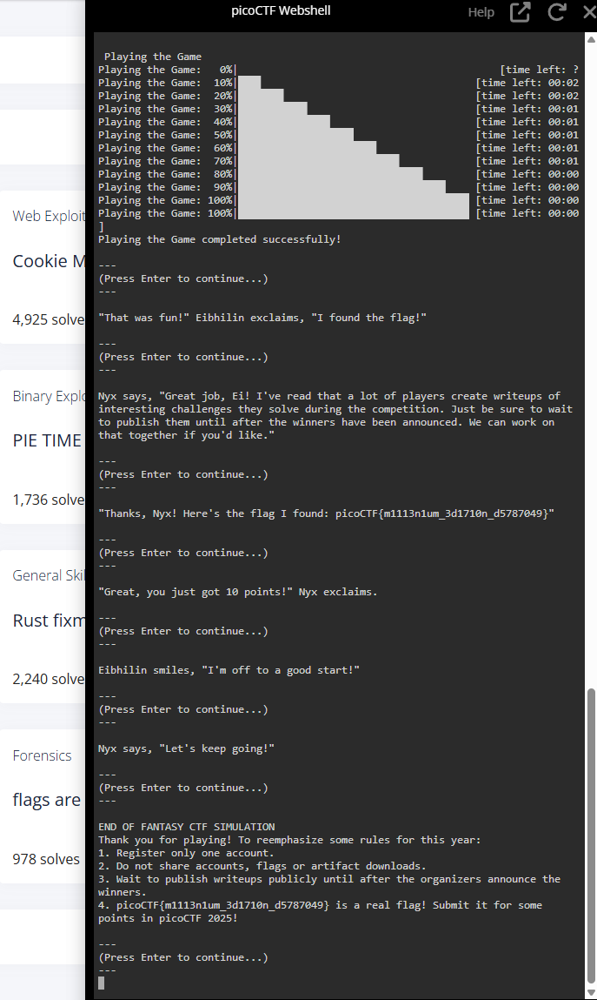 picoCTF Webshell
Help
Playing the Game
Playing the Game: 0%| [time left: ?
Playing the Game: 10%| [time left: 00:02
Playing the Game: 20%| [time left: 00:02
Playing the Game: 30%| [time left: 00:01
Playing the Game: 40%| [time left: 00:01
Playing the Game: 50%| [time left: 00:01
Playing the Game: 60%| [time left: 00:01
Playing the Game: 70%| [time left: 00:01
Playing the Game: 80%| [time left: 00:00
Playing the Game: 90%| [time left: 00:00
Playing the Game: 100%| [time left: 00:00
Playing the Game: 100%| [time left: 00:00
]
Playing the Game completed successfully!
---
(Press Enter to continue...)
---
"That was fun!" Eibhilin exclaims, "I found the flag!"
---
(Press Enter to continue...)
---
Nyx says, "Great job, Ei! I've read that a lot of players create writeups of
interesting challenges they solve during the competition. Just be sure to wait
to publish them until after the winners have been announced. We can work on
that together if you'd like."
---
(Press Enter to continue...)
---
"Thanks, Nyx! Here's the flag I found: picoCTF{m1113n1um_3d1710n_d5787049}"
---
(Press Enter to continue...)
---
"Great, you just got 10 points!" Nyx exclaims.
---
(Press Enter to continue...)
---
Eibhilin smiles, "I'm off to a good start!"
---
(Press Enter to continue...)
---
Nyx says, "Let's keep going!"
---
(Press Enter to continue...)
---
END OF FANTASY CTF SIMULATION
Thank you for playing! To reemphasize some rules for this year:
1. Register only one account.
2. Do not share accounts, flags or artifact downloads.
3. Wait to publish writeups publicly until after the organizers announce the
winners.
4. picoCTF{m1113n1um_3d1710n_d5787049} is a real flag! Submit it for some
points in picoCTF 2025!
---
(Press Enter to continue...)
---
Web Exploit
Cookie M
4,925 solve
Binary Explo
PIE TIME
1,736 solve
General Skil
Rust fixm
2,240 solve
Forensics
flags are
978 solves